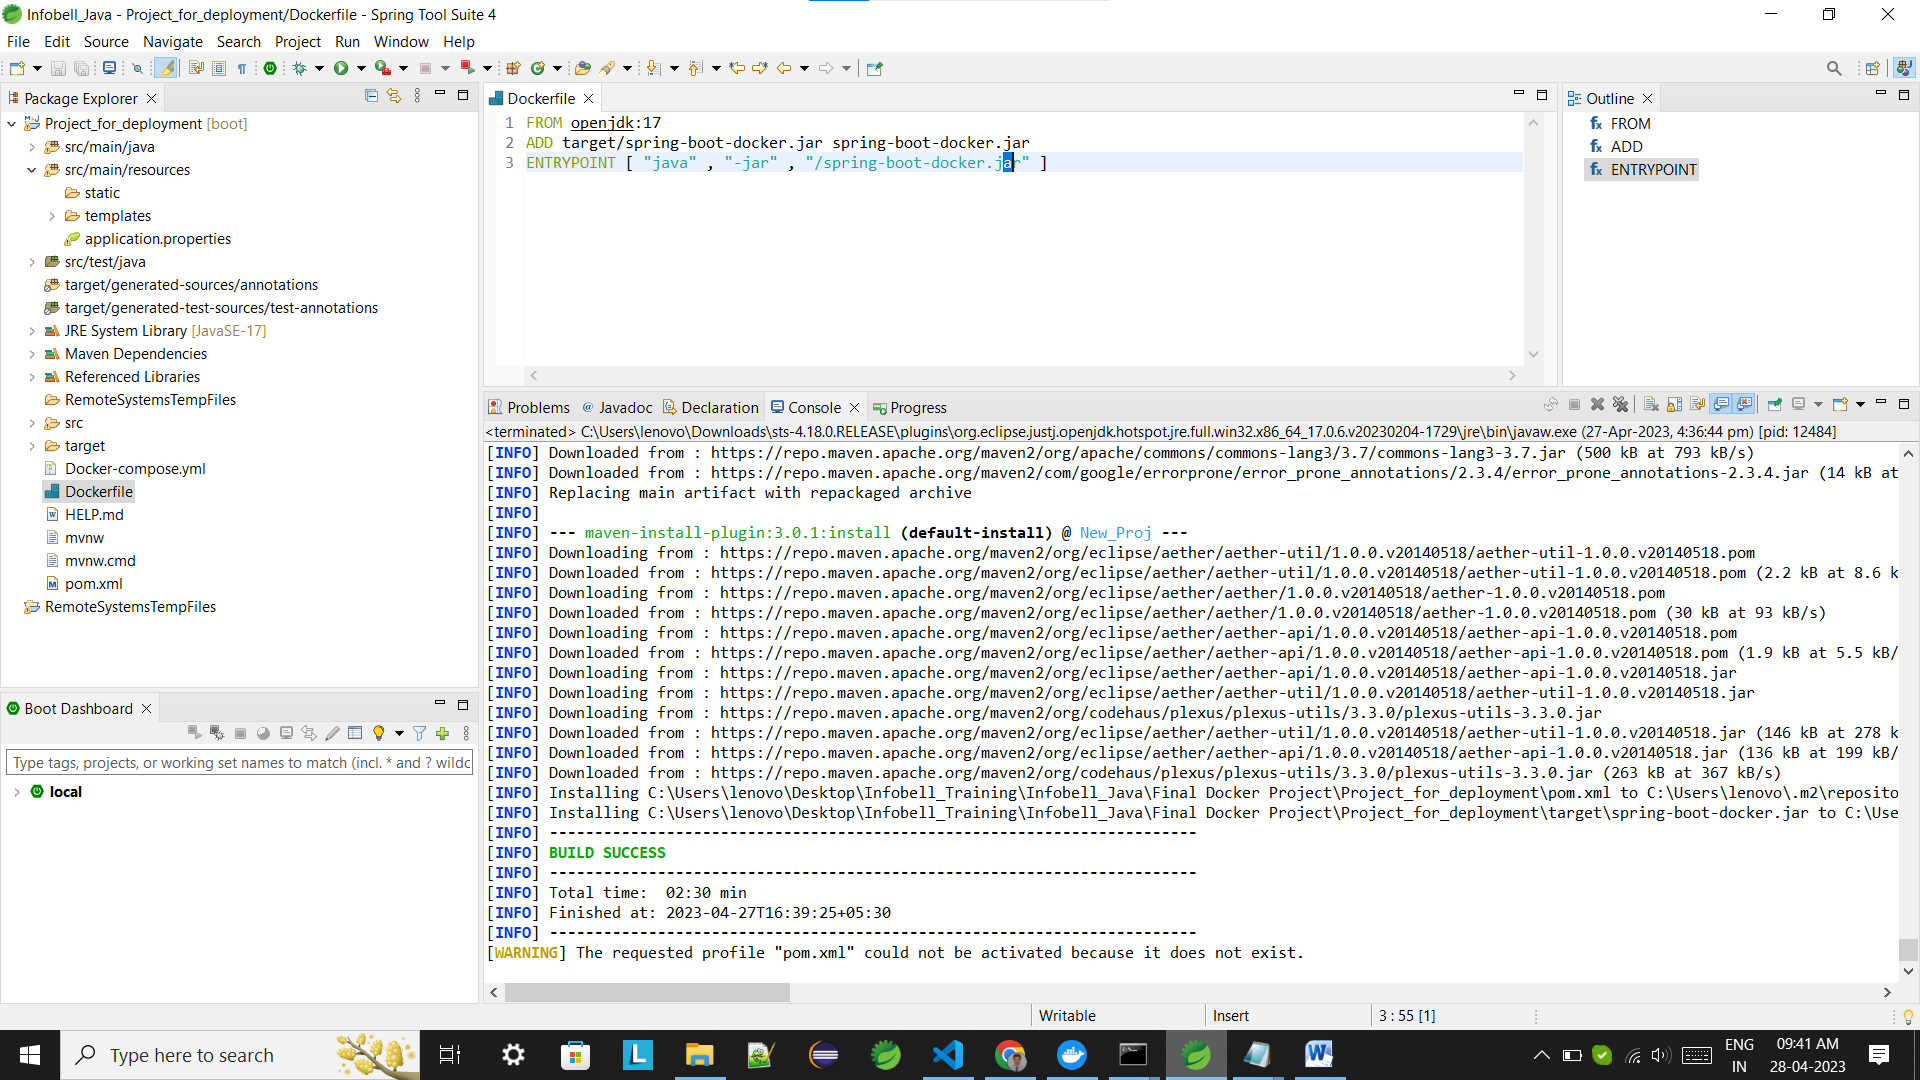 Infobell_Java - Project_for_deployment/Dockerfile - Spring Tool Suite 4
File Edit Source Navigate Search Project Run Window Help
Package Explorer
Project_for_deployment [boot]
src/main/java
src/main/resources
static
templates
application.properties
src/test/java
target/generated-sources/annotations
target/generated-test-sources/test-annotations
JRE System Library [JavaSE-17]
Maven Dependencies
Referenced Libraries
RemoteSystemsTempFiles
src
target
Docker-compose.yml
Dockerfile
HELP.md
mvnw
mvnw.cmd
pom.xml
RemoteSystemsTempFiles
Boot Dashboard
Type tags, projects, or working set names to match (incl. * and ? wildc
local
Dockerfile
1 FROM openjdk:17
2 ADD target/spring-boot-docker.jar spring-boot-docker.jar
3 ENTRYPOINT [ "java" , "-jar" , "/spring-boot-docker.jar" ]
Outline
FROM
ADD
ENTRYPOINT
Problems @ Javadoc Declaration Console Progress
<terminated> C:\Users\lenovo\Downloads\sts-4.18.0.RELEASE\plugins\org.eclipse.justj.openjdk.hotspot.jre.full.win32.x86_64_17.0.6.v20230204-1729\jre\bin\javaw.exe (27-Apr-2023, 4:36:44 pm) [pid: 12484]
[INFO] Downloaded from : https://repo.maven.apache.org/maven2/org/apache/commons/commons-lang3/3.7/commons-lang3-3.7.jar (500 kB at 793 kB/s)
[INFO] Downloaded from : https://repo.maven.apache.org/maven2/com/google/errorprone/error_prone_annotations/2.3.4/error_prone_annotations-2.3.4.jar (14 kB at
[INFO] Replacing main artifact with repackaged archive
[INFO]
[INFO] --- maven-install-plugin:3.0.1:install (default-install) @ New_Proj ---
[INFO] Downloading from : https://repo.maven.apache.org/maven2/org/eclipse/aether/aether-util/1.0.0.v20140518/aether-util-1.0.0.v20140518.pom
[INFO] Downloaded from : https://repo.maven.apache.org/maven2/org/eclipse/aether/aether-util/1.0.0.v20140518/aether-util-1.0.0.v20140518.pom (2.2 kB at 8.6 k
[INFO] Downloading from : https://repo.maven.apache.org/maven2/org/eclipse/aether/aether/1.0.0.v20140518/aether-1.0.0.v20140518.pom
[INFO] Downloaded from : https://repo.maven.apache.org/maven2/org/eclipse/aether/aether/1.0.0.v20140518/aether-1.0.0.v20140518.pom (30 kB at 93 kB/s)
[INFO] Downloading from : https://repo.maven.apache.org/maven2/org/eclipse/aether/aether-api/1.0.0.v20140518/aether-api-1.0.0.v20140518.pom
[INFO] Downloaded from : https://repo.maven.apache.org/maven2/org/eclipse/aether/aether-api/1.0.0.v20140518/aether-api-1.0.0.v20140518.pom (1.9 kB at 5.5 kB/
[INFO] Downloading from : https://repo.maven.apache.org/maven2/org/eclipse/aether/aether-api/1.0.0.v20140518/aether-api-1.0.0.v20140518.jar
[INFO] Downloading from : https://repo.maven.apache.org/maven2/org/eclipse/aether/aether-util/1.0.0.v20140518/aether-util-1.0.0.v20140518.jar
[INFO] Downloading from : https://repo.maven.apache.org/maven2/org/codehaus/plexus/plexus-utils/3.3.0/plexus-utils-3.3.0.jar
[INFO] Downloaded from : https://repo.maven.apache.org/maven2/org/eclipse/aether/aether-util/1.0.0.v20140518/aether-util-1.0.0.v20140518.jar (146 kB at 278 k
[INFO] Downloaded from : https://repo.maven.apache.org/maven2/org/eclipse/aether/aether-api/1.0.0.v20140518/aether-api-1.0.0.v20140518.jar (136 kB at 199 kB/
[INFO] Downloaded from : https://repo.maven.apache.org/maven2/org/codehaus/plexus/plexus-utils/3.3.0/plexus-utils-3.3.0.jar (263 kB at 367 kB/s)
[INFO] Installing C:\Users\lenovo\Desktop\Infobell_Training\Infobell_Java\Final Docker Project\Project_for_deployment\pom.xml to C:\Users\lenovo\.m2\reposito
[INFO] Installing C:\Users\lenovo\Desktop\Infobell_Training\Infobell_Java\Final Docker Project\Project_for_deployment\target\spring-boot-docker.jar to C:\Use
[INFO] ------------------------------------------------------------------------
[INFO] BUILD SUCCESS
[INFO] ------------------------------------------------------------------------
[INFO] Total time:  02:30 min
[INFO] Finished at: 2023-04-27T16:39:25+05:30
[INFO] ------------------------------------------------------------------------
[WARNING] The requested profile "pom.xml" could not be activated because it does not exist.
Writable Insert 3 : 55 [1]
Type here to search
ENG
IN
09:41 AM
28-04-2023